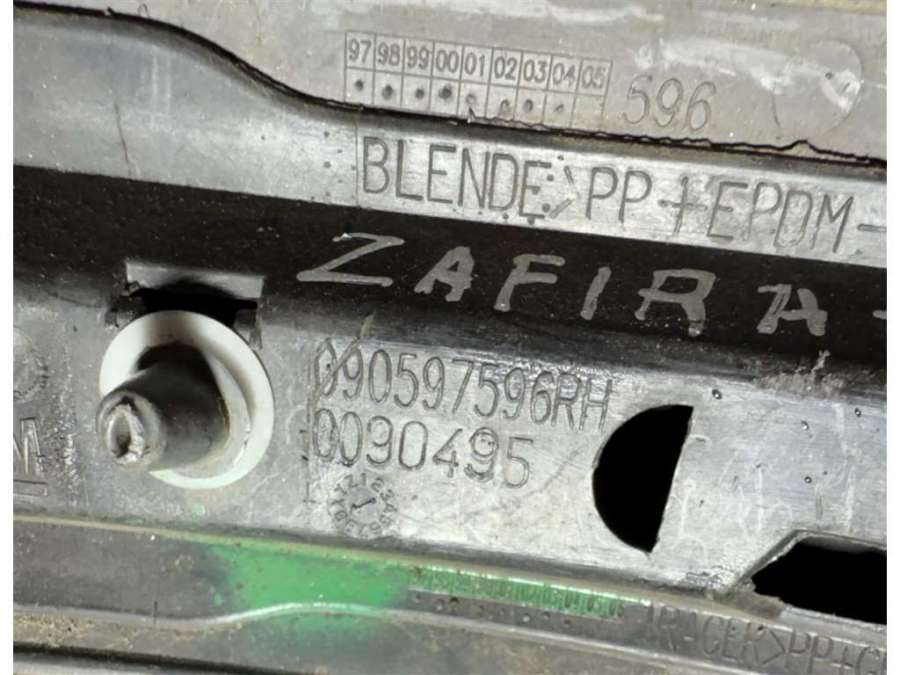 97 98 99 00 01 02 03 04 05
596
BLENDE >PP+EPDM-
ZAFIRA-
090597596RH
0090495
M